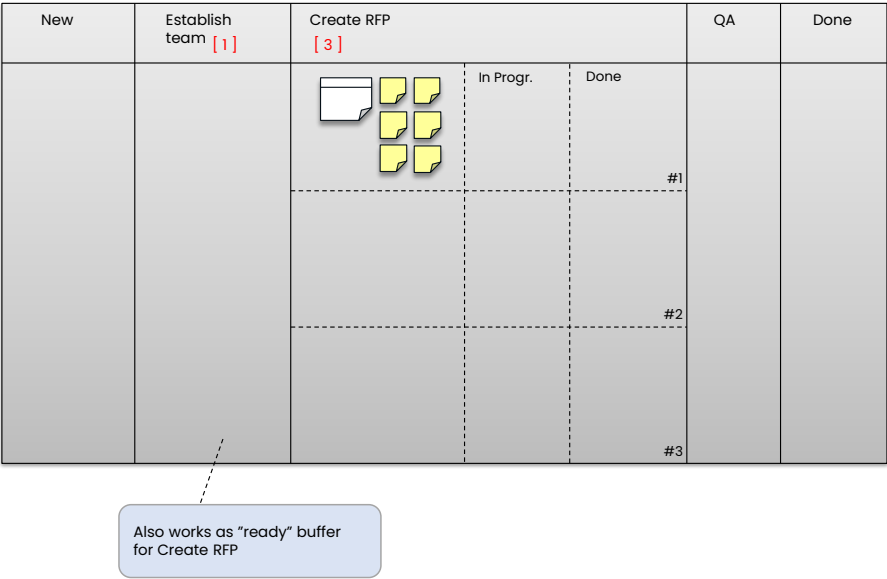 New
Establish
team [ 1 ]
Create RFP
[ 3 ]
QA
Done
In Progr.
Done
#1
#2
#3
Also works as ”ready” buffer
for Create RFP